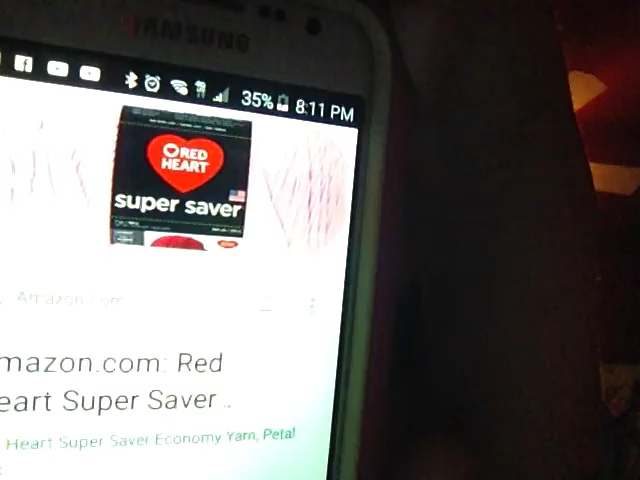 SAMSUNG
35% 8:11 PM
RED
HEART
super saver
Amazon.com
mazon.com: Red
eart Super Saver ..
Heart Super Saver Economy Yarn, Petal